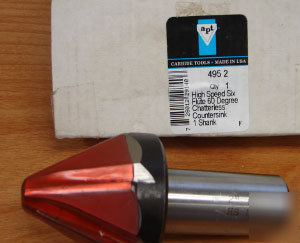 apt
CARBIDE TOOLS - MADE IN USA
495 2
Qty 1
High Speed Six
Flute 60 Degree
Chatterless
Countersink
1 Shank F